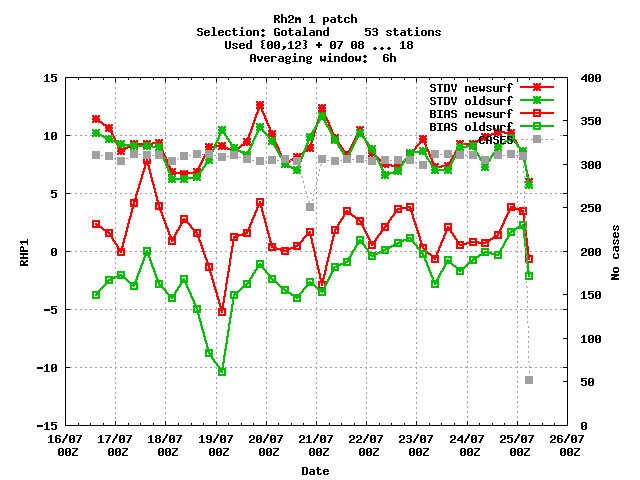 Rh2m 1 patch
Selection: Gotaland     53 stations
Used {00,12} + 07 08 ... 18
Averaging window:  6h
STDV newsurf
STDV oldsurf
BIAS newsurf
BIAS oldsurf
CASES
15
10
5
0
-5
-10
-15
RHP1
400
350
300
250
200
150
100
50
0
No cases
16/07 17/07 18/07 19/07 20/07 21/07 22/07 23/07 24/07 25/07 26/07
00Z 00Z 00Z 00Z 00Z 00Z 00Z 00Z 00Z 00Z 00Z
Date